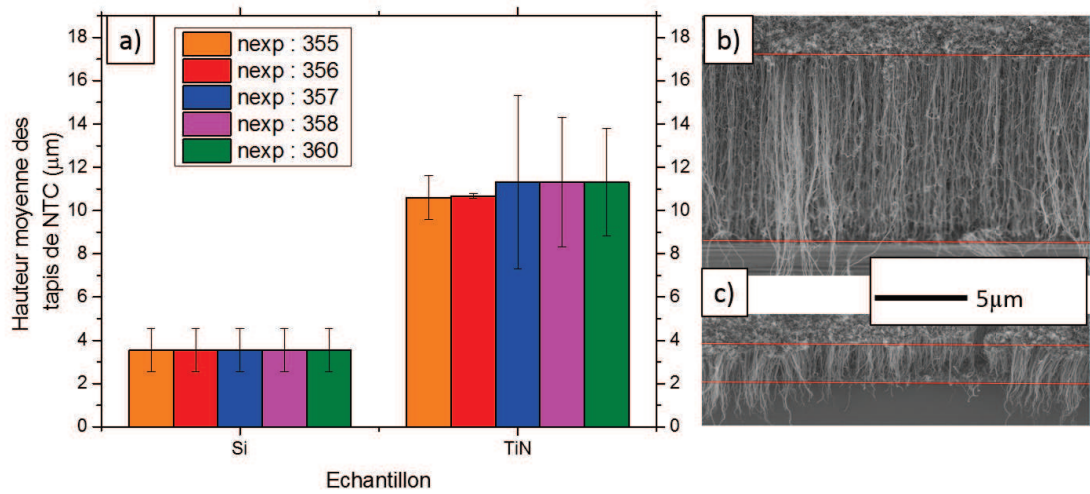 a)
nexp : 355
nexp : 356
nexp : 357
nexp : 358
nexp : 360
Hauteur moyenne des
tapis de NTC (µm)
18
16
14
12
10
8
6
4
2
0
18
16
14
12
10
8
6
4
2
0
Si
TiN
Echantillon
b)
c)
5µm